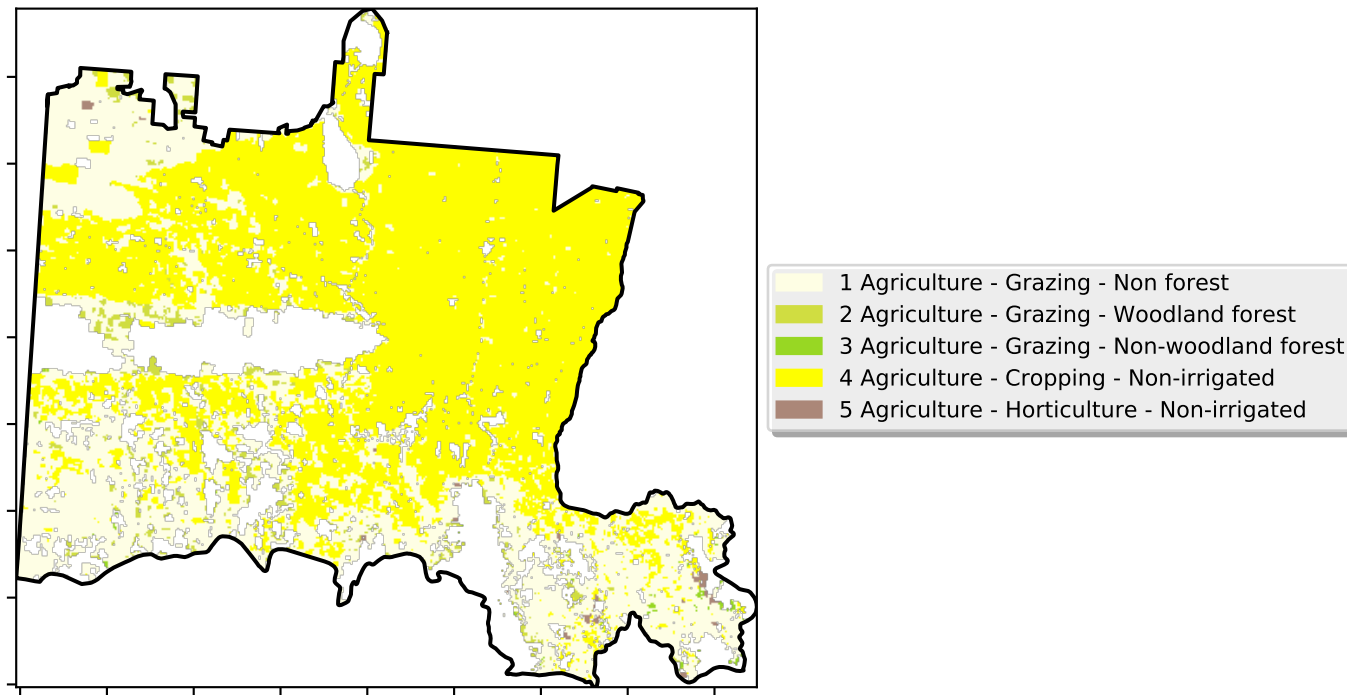 1 Agriculture - Grazing - Non forest
2 Agriculture - Grazing - Woodland forest
3 Agriculture - Grazing - Non-woodland forest
4 Agriculture - Cropping - Non-irrigated
5 Agriculture - Horticulture - Non-irrigated